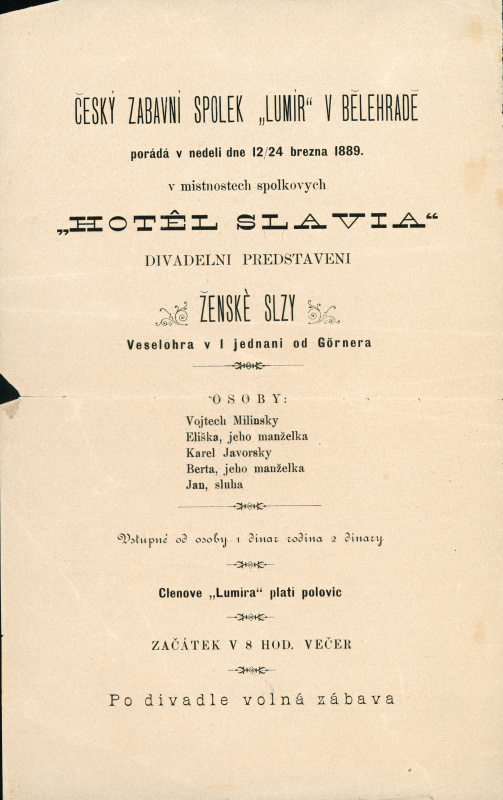 ČESKÝ ZABAVNÍ SPOLEK „LUMÍR“ V BĚLEHRADĚ
porádá v nedeli dne 12/24 brezna 1889.
v mistnostech spolkovych
„HOTÊL SLAVIA“
DIVADELNI PREDSTAVENI
ŽENSKÈ SLZY
Veselohra v I jednani od Görnera
OSOBY:
Vojtech Milinsky
Eliška, jeho manželka
Karel Javorsky
Berta, jeho manželka
Jan, sluha
Vstupné od osoby 1 dinar rodina 2 dinary
Clenove „Lumíra“ platí polovic
ZAČÁTEK V 8 HOD. VEČER
Po divadle volná zábava